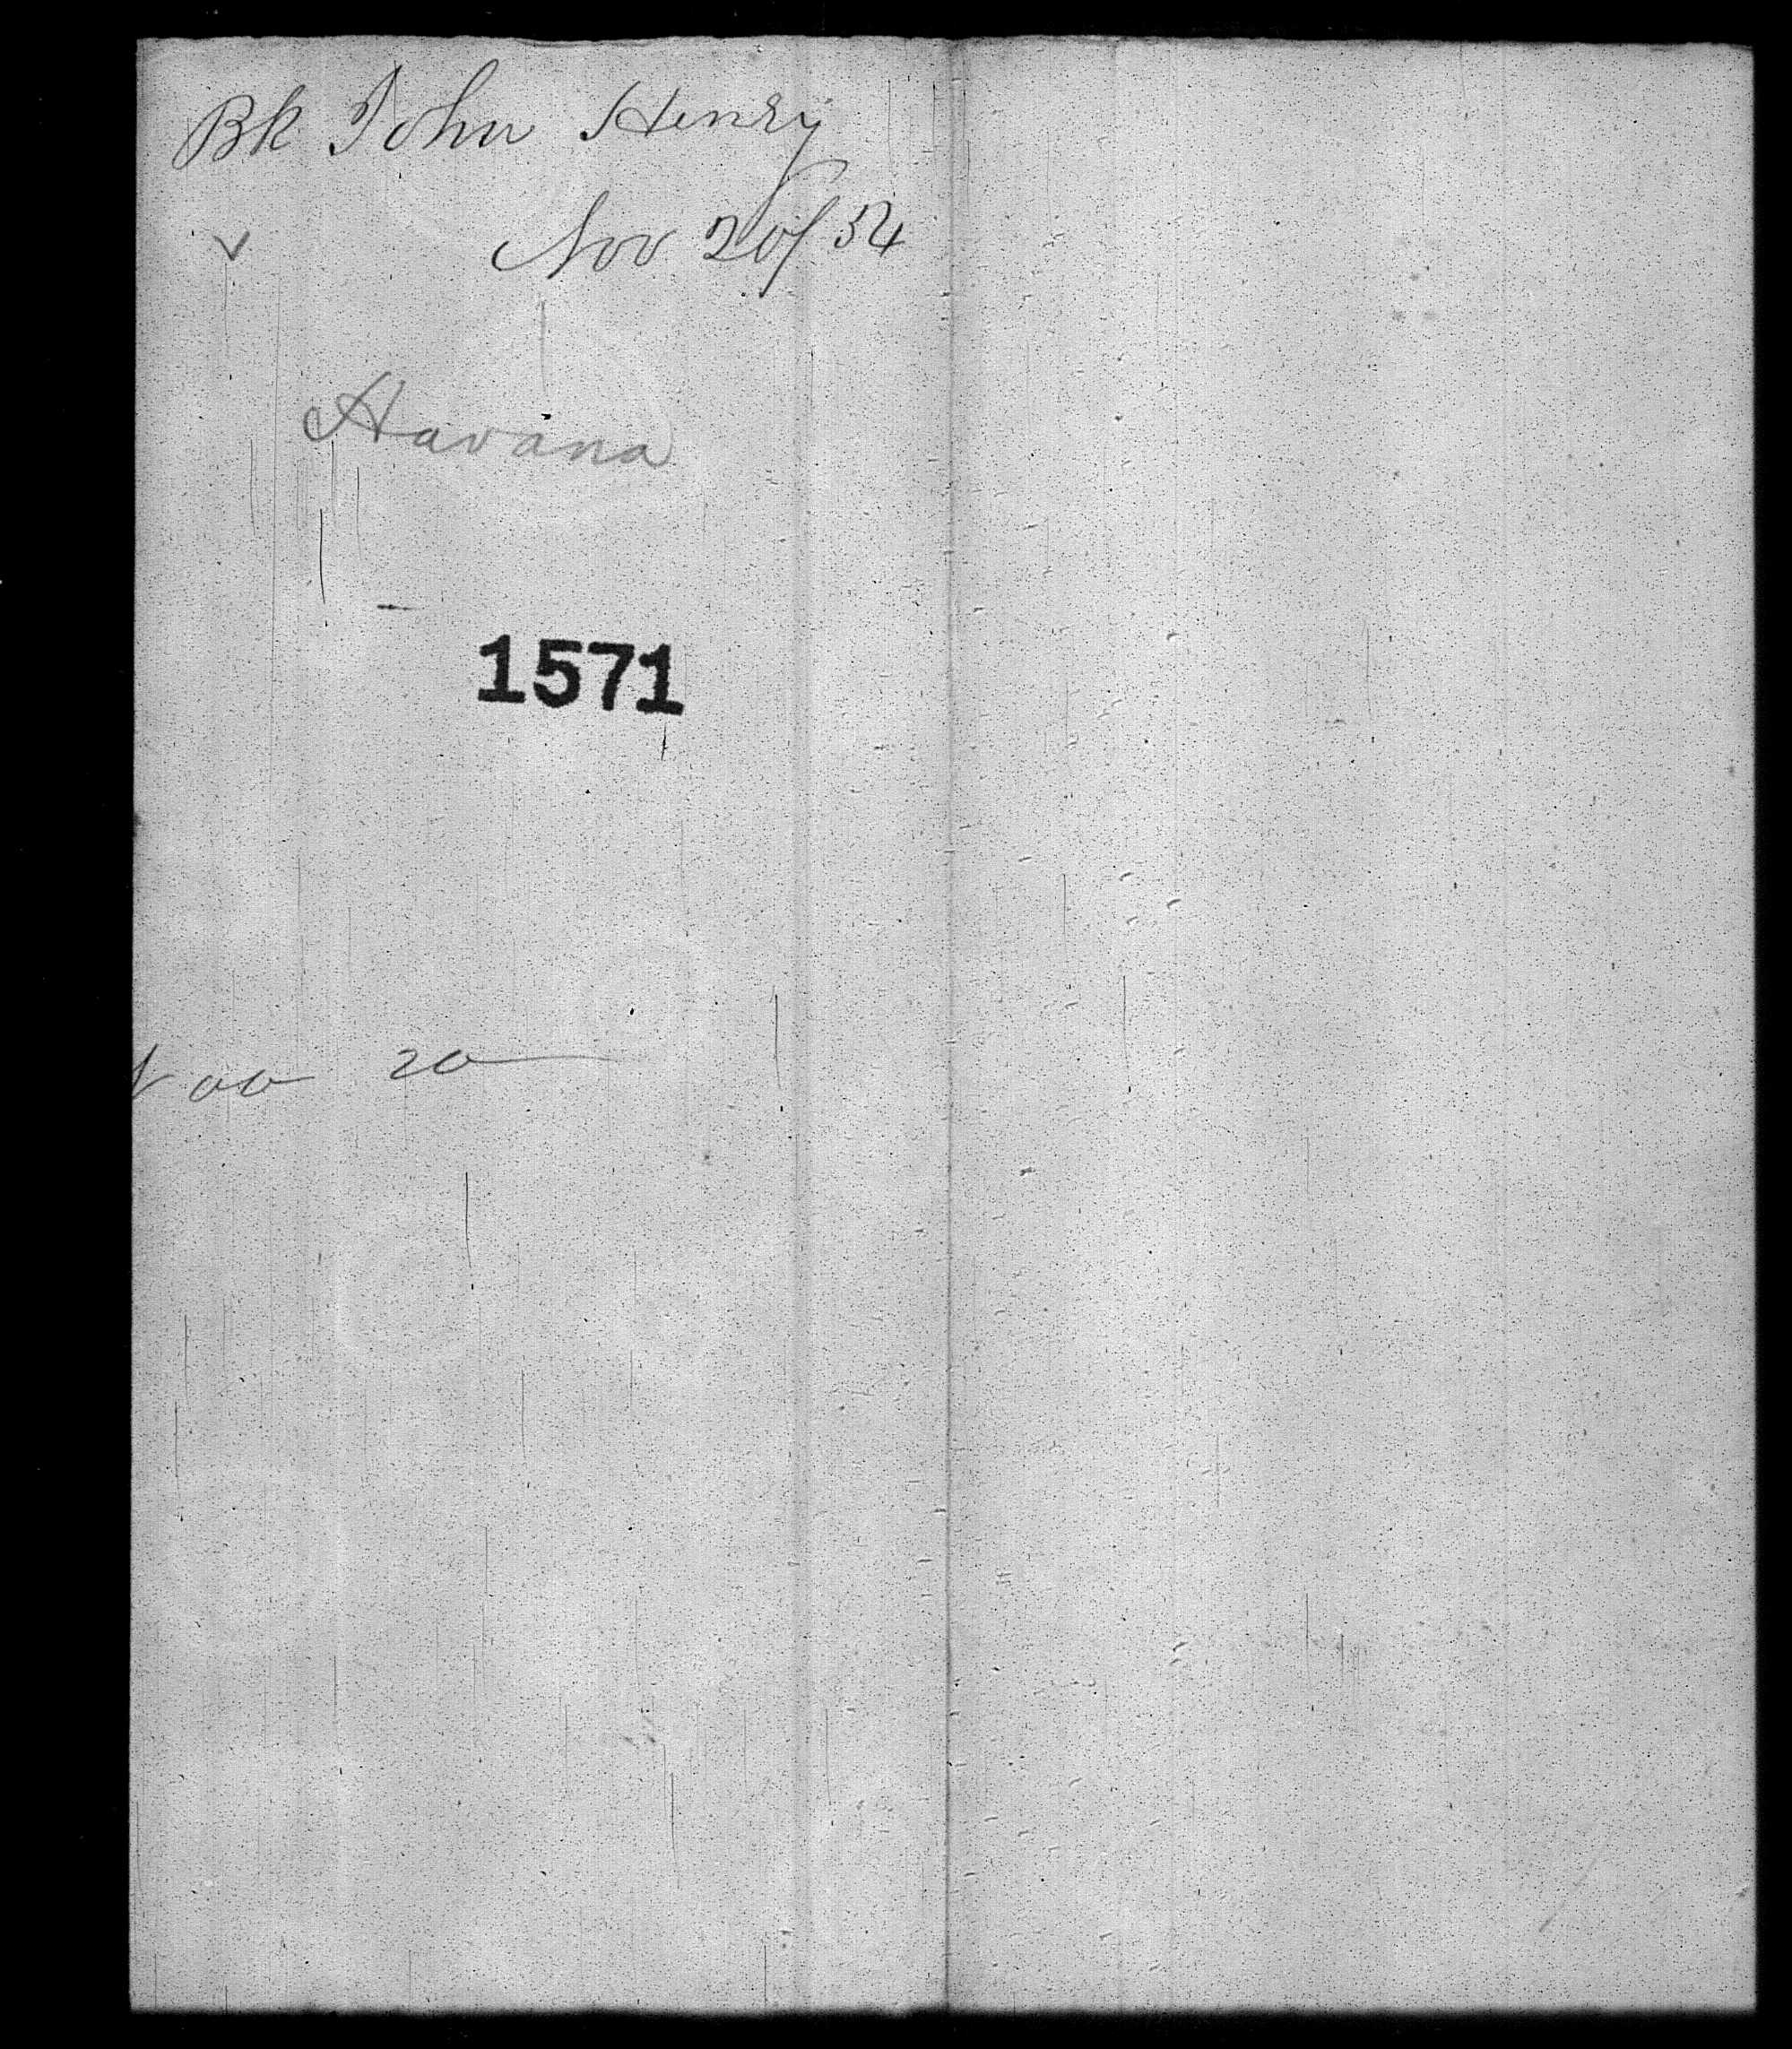 Bk John Henry
Nov 20/ 54
Havana
1571
Nov 20